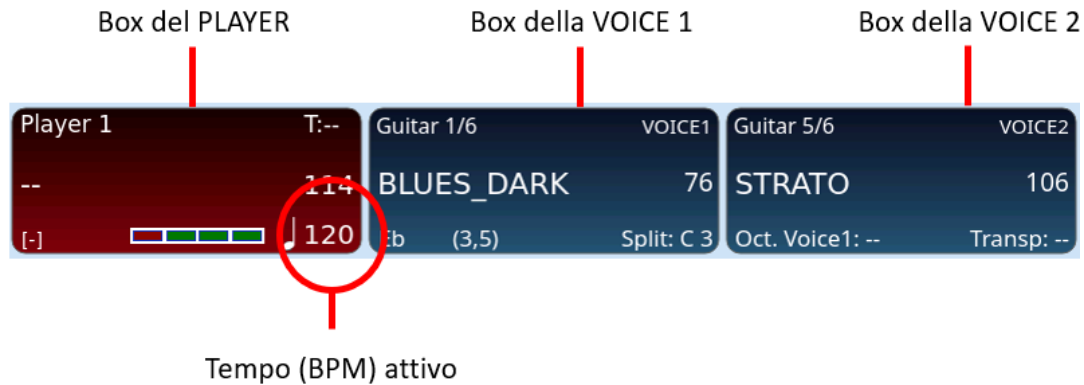 Box del PLAYER
Box della VOICE 1
Box della VOICE 2
Player 1 T:--
-- 114
[-] 120
Guitar 1/6 VOICE1
BLUES_DARK 76
Eb (3,5) Split: C 3
Guitar 5/6 VOICE2
STRATO 106
Oct. Voice1: -- Transp: --
Tempo (BPM) attivo